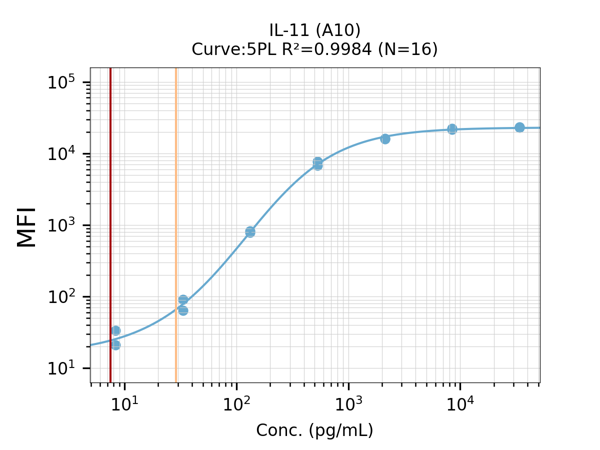 IL-11 (A10)
Curve:5PL R²=0.9984 (N=16)
10⁵
10⁴
10³
10²
10¹
MFI
10¹ 10² 10³ 10⁴
Conc. (pg/mL)